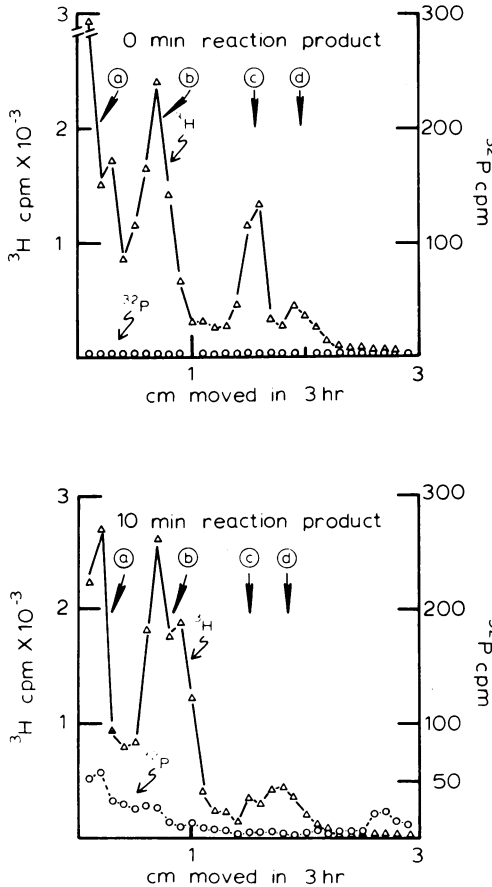 3
300
0 min reaction product
ⓐ
ⓑ
ⓒ
ⓓ
H
2
200
³H cpm X 10⁻³
P cpm
1
100
³²P
1
3
cm moved in 3 hr
3
300
10 min reaction product
ⓐ
ⓑ
ⓒ
ⓓ
2
200
³H
³H cpm X 10⁻³
P cpm
1
100
P
50
1
3
cm moved in 3 hr